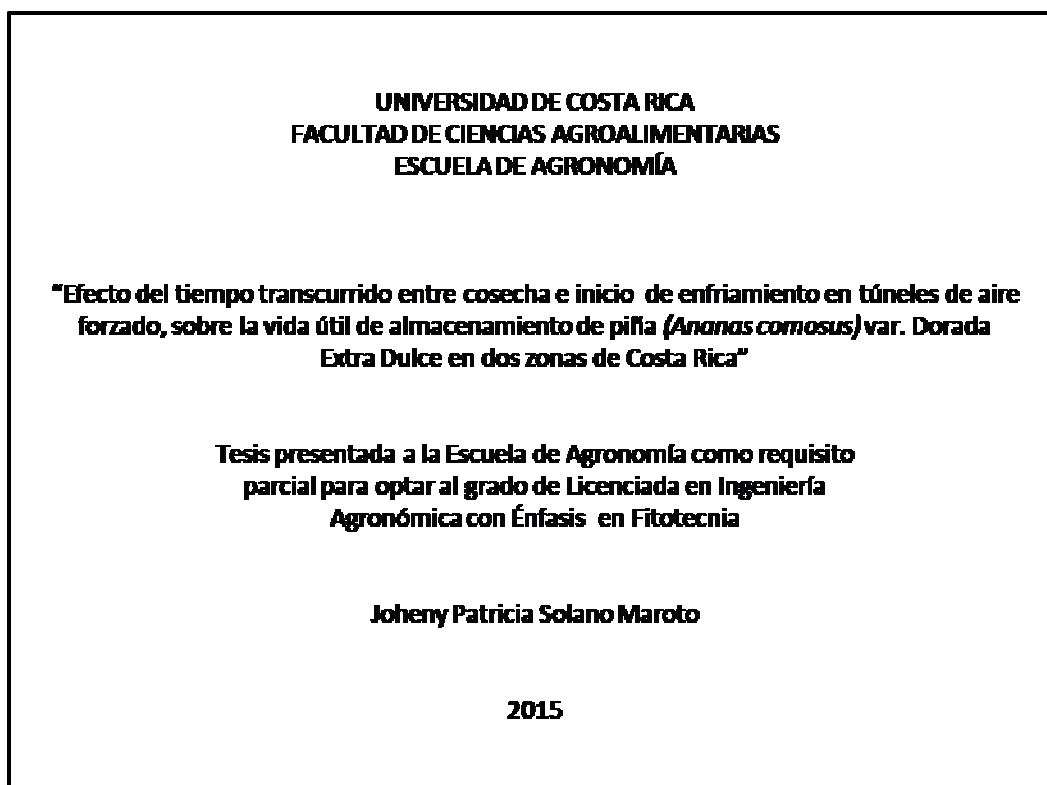 UNIVERSIDAD DE COSTA RICA
FACULTAD DE CIENCIAS AGROALIMENTARIAS
ESCUELA DE AGRONOMÍA
“Efecto del tiempo transcurrido entre cosecha e inicio de enfriamiento en túneles de aire
forzado, sobre la vida útil de almacenamiento de piña (Ananas comosus) var. Dorada
Extra Dulce en dos zonas de Costa Rica”
Tesis presentada a la Escuela de Agronomía como requisito
parcial para optar al grado de Licenciada en Ingeniería
Agronómica con Énfasis en Fitotecnia
Joheny Patricia Solano Maroto
2015